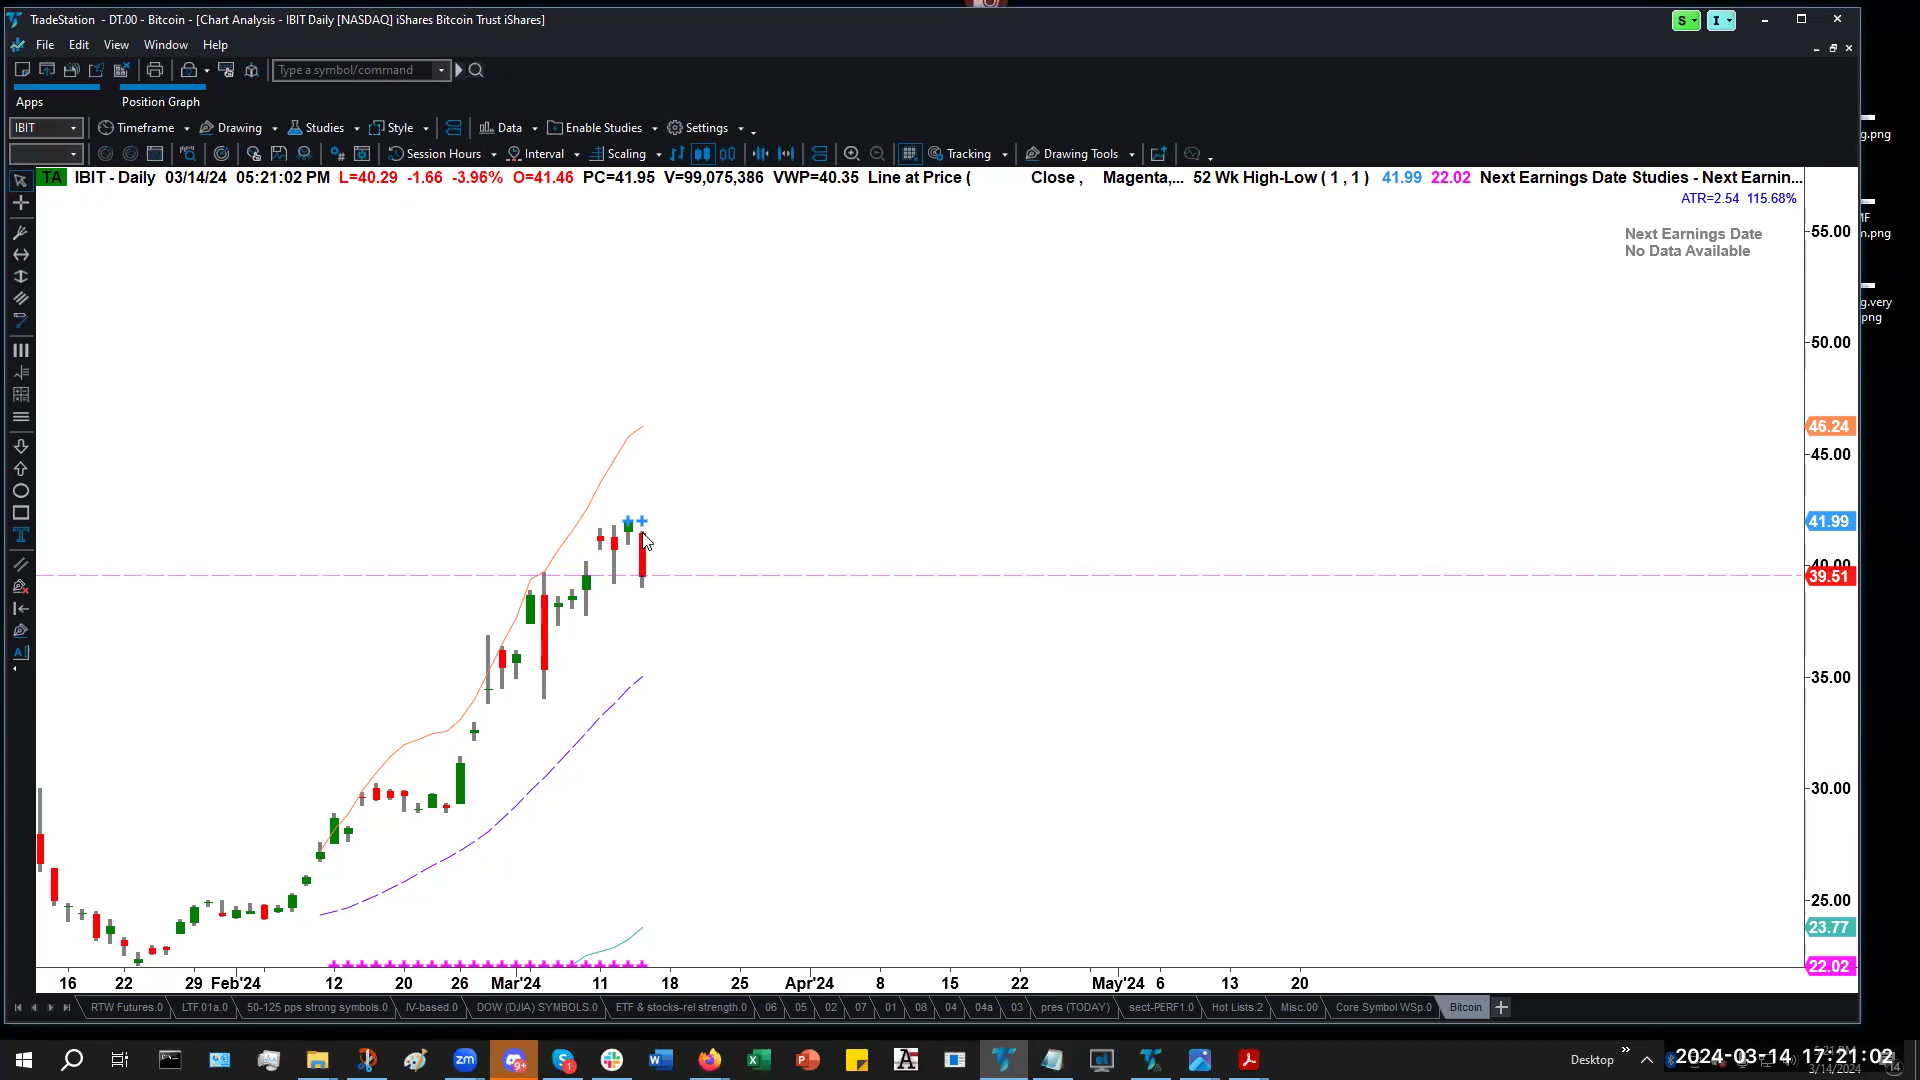 TradeStation - DT.00 - Bitcoin - [Chart Analysis - IBIT Daily [NASDAQ] iShares Bitcoin Trust iShares]
S I
File Edit View Window Help
Type a symbol/command
Apps Position Graph
IBIT Timeframe Drawing Studies Style Data Enable Studies Settings
Session Hours Interval Scaling Tracking Drawing Tools
g.png
TA IBIT - Daily 03/14/24 05:21:02 PM L=40.29 -1.66 -3.96% O=41.46 PC=41.95 V=99,075,386 VWP=40.35 Line at Price ( Close , Magenta,... 52 Wk High-Low ( 1 , 1 ) 41.99 22.02 Next Earnings Date Studies - Next Earnin...
ATR=2.54 115.68%
Next Earnings Date
No Data Available
n.png
g.very
png
55.00
50.00
46.24
45.00
41.99
40.00
39.51
35.00
30.00
25.00
23.77
22.02
16 22 29 Feb'24 12 20 26 Mar'24 11 18 25 Apr'24 8 15 22 May'24 6 13 20
RTW Futures.0 LTF.01a.0 50-125 pps strong symbols.0 IV-based.0 DOW (DJIA) SYMBOLS.0 ETF & stocks-rel strength.0 06 05 02 07 01 08 04 04a 03 pres (TODAY) sect-PERF1.0 Hot Lists.2 Misc.00 Core Symbol WSp.0 Bitcoin
zm 9+ 1 Desktop
2024-03-14 17:21:02
3/14/2024